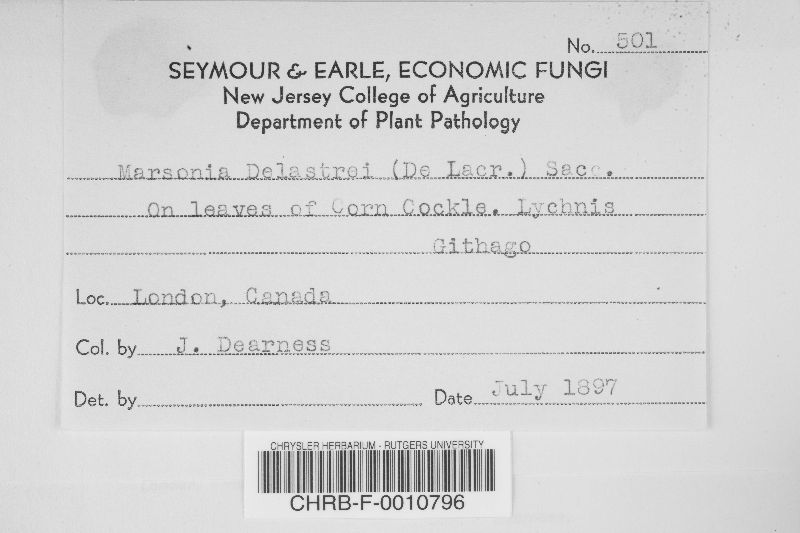 No. 501
SEYMOUR & EARLE, ECONOMIC FUNGI
New Jersey College of Agriculture
Department of Plant Pathology
Marsonia Delastrei (De Lacr.) Sacc.
On leaves of Corn Cockle. Lychnis
Githago
Loc. London, Canada
Col. by J. Dearness
Det. by
Date July 1897
CHRYSLER HERBARIUM - RUTGERS UNIVERSITY
CHRB-F-0010796